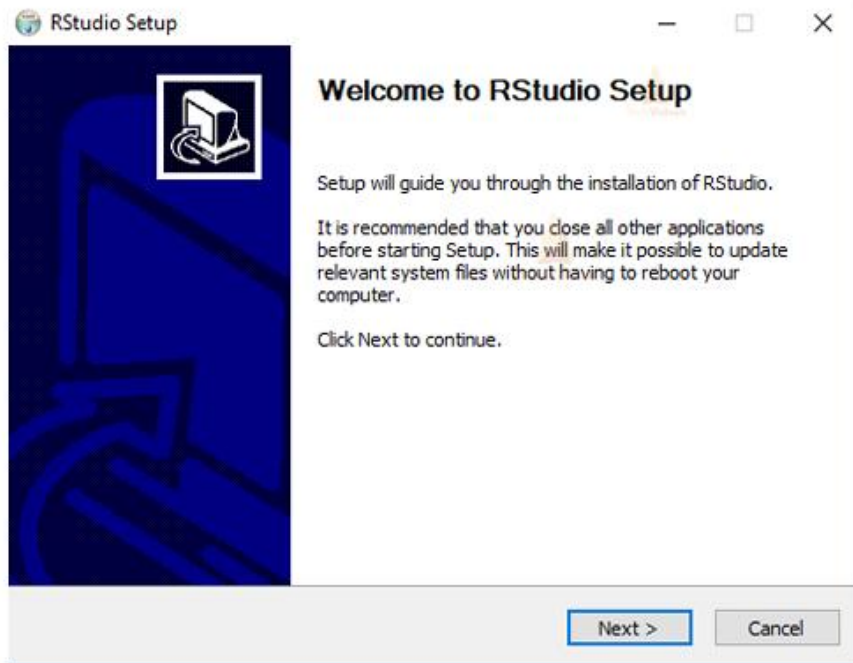 RStudio Setup
Welcome to RStudio Setup
Setup will guide you through the installation of RStudio.
It is recommended that you close all other applications
before starting Setup. This will make it possible to update
relevant system files without having to reboot your
computer.
Click Next to continue.
Next >
Cancel